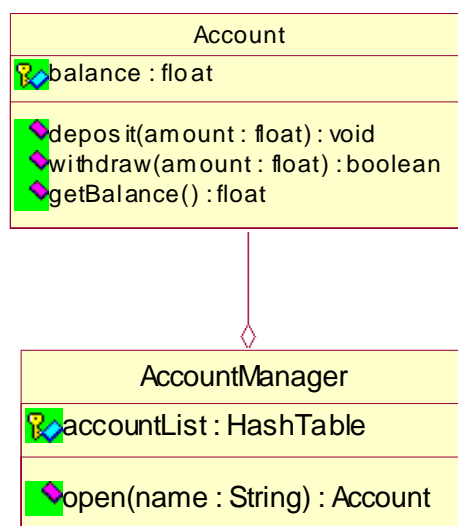 Account
balance : float
deposit(amount : float) : void
withdraw(amount : float) : boolean
getBalance() : float
AccountManager
accountList : HashTable
open(name : String) : Account